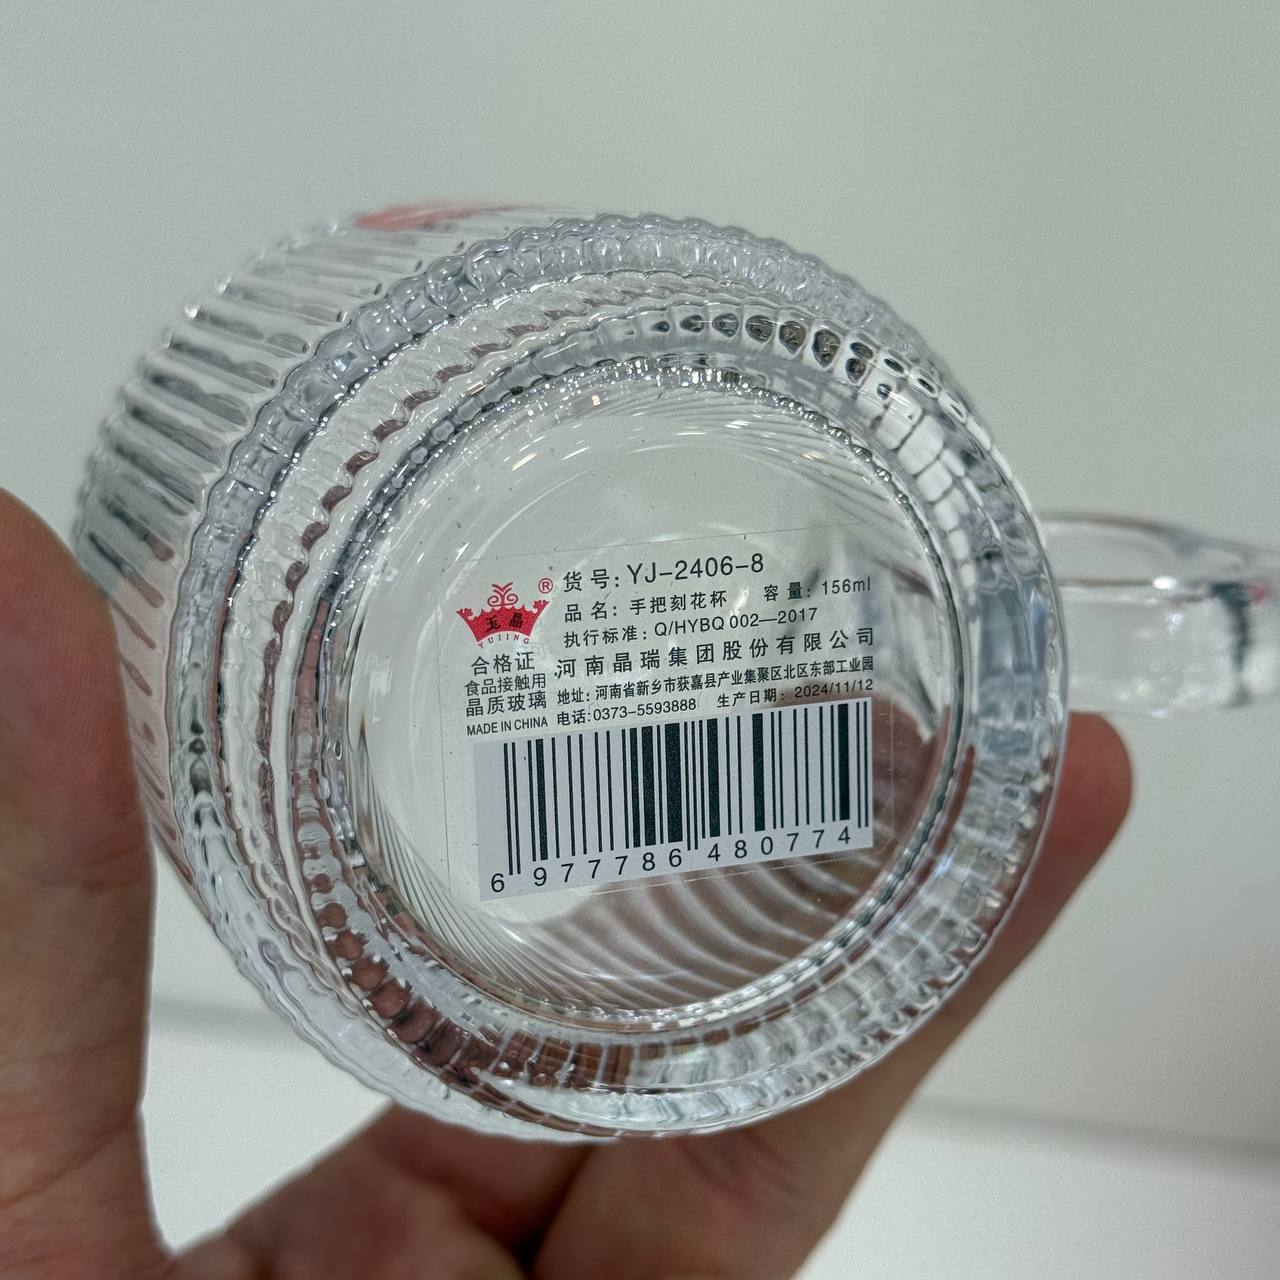 ®
玉晶
YUJING
合格证
食品接触用
晶质玻璃
MADE IN CHINA
货号: YJ-2406-8
品名: 手把刻花杯 容量: 156ml
执行标准: Q/HYBQ 002—2017
河南晶瑞集团股份有限公司
地址: 河南省新乡市获嘉县产业集聚区北区东部工业园
电话: 0373-5593888 生产日期: 2024/11/12
6 977786 480774